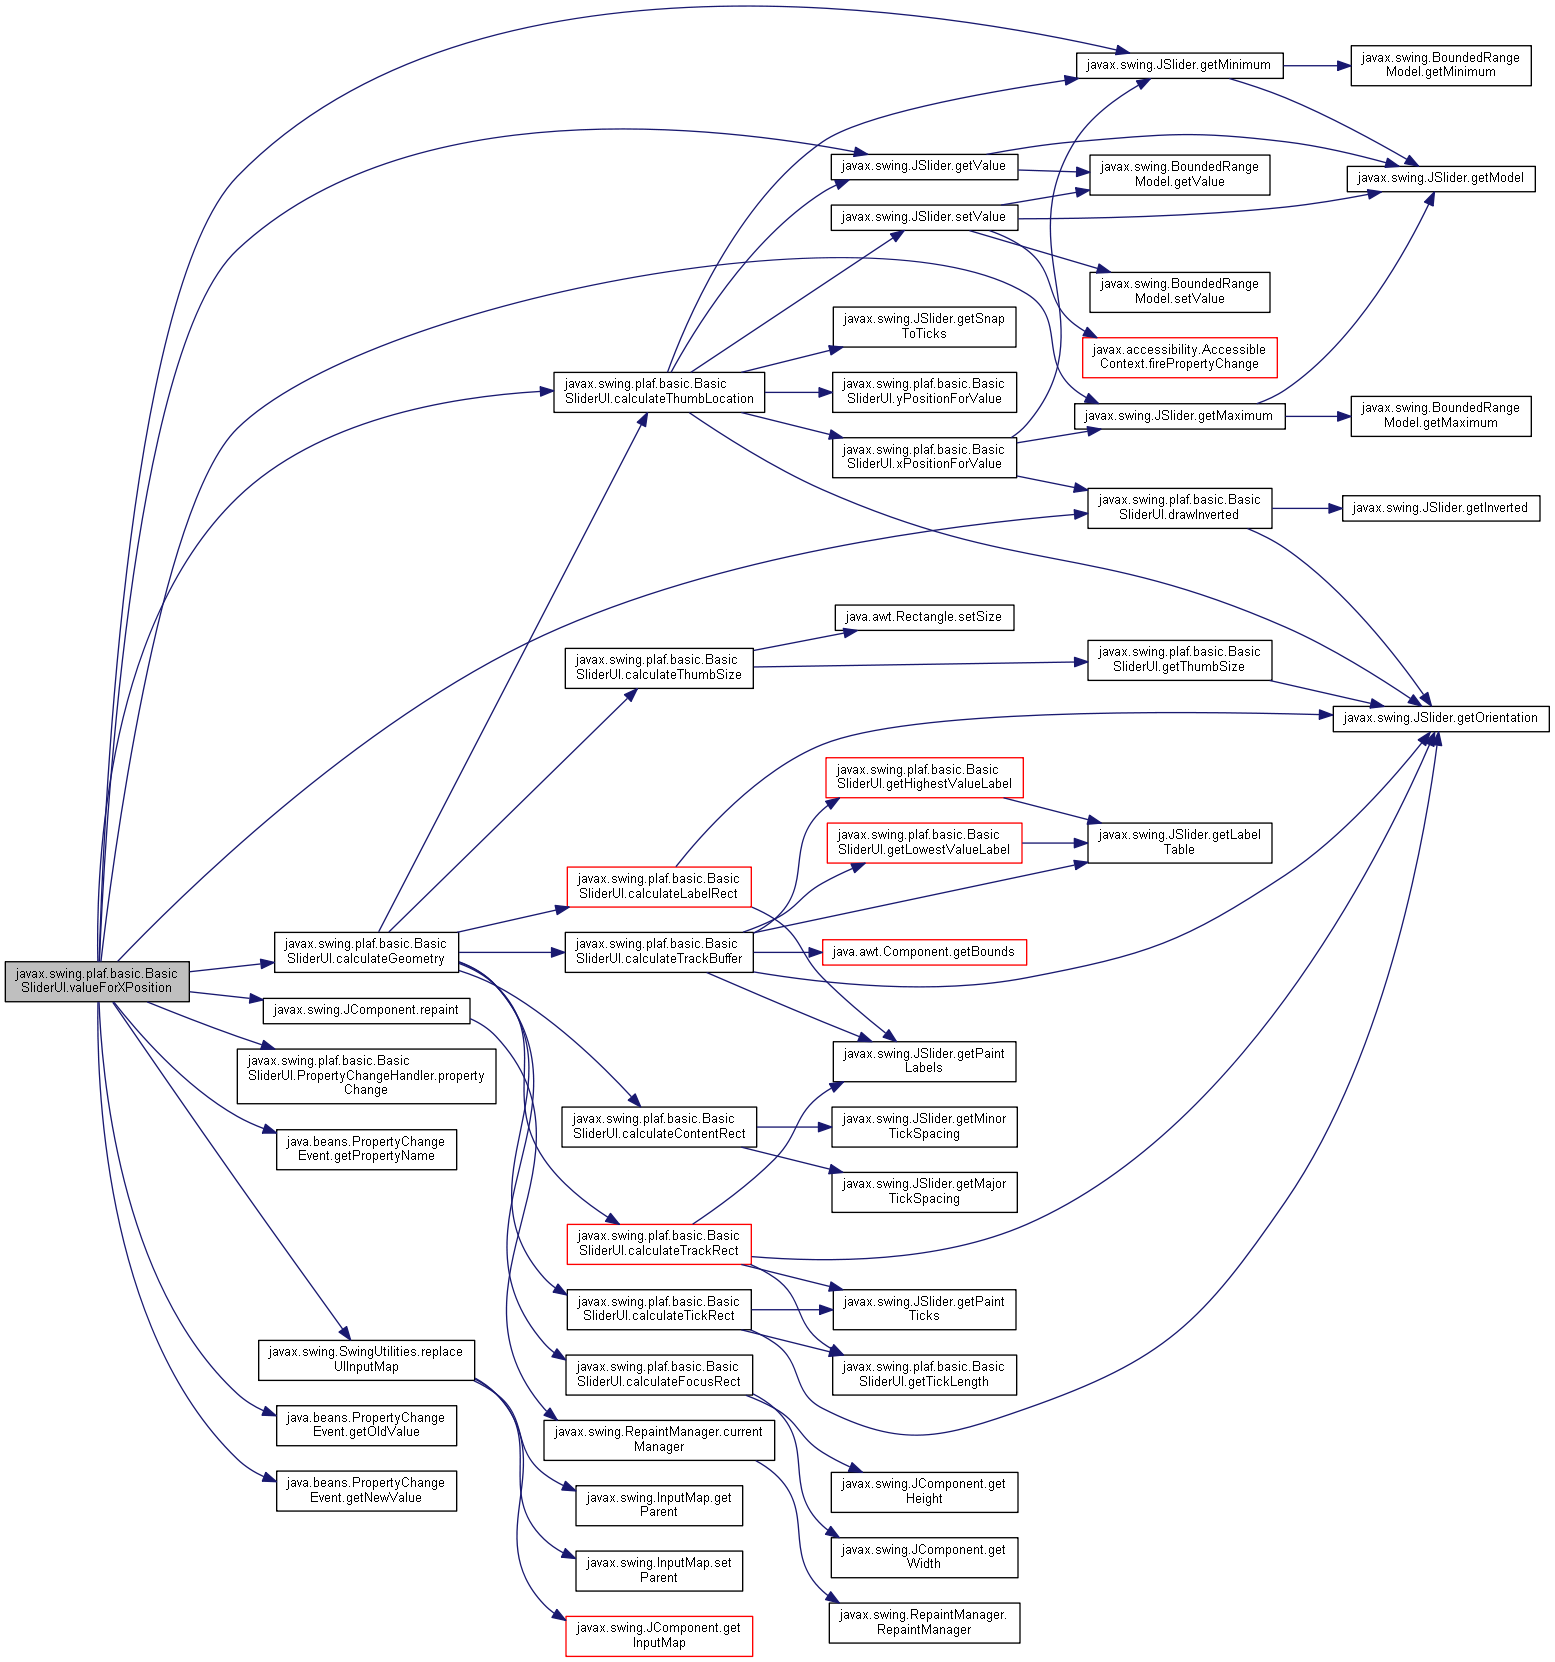 javax.swing.plaf.basic.Basic
SliderUI.valueForXPosition
javax.swing.plaf.basic.Basic
SliderUI.calculateGeometry
javax.swing.JComponent.repaint
javax.swing.plaf.basic.Basic
SliderUI.PropertyChangeHandler.property
Change
java.beans.PropertyChange
Event.getPropertyName
javax.swing.SwingUtilities.replace
UIInputMap
java.beans.PropertyChange
Event.getOldValue
java.beans.PropertyChange
Event.getNewValue
javax.swing.plaf.basic.Basic
SliderUI.calculateThumbLocation
javax.swing.plaf.basic.Basic
SliderUI.calculateThumbSize
javax.swing.plaf.basic.Basic
SliderUI.calculateLabelRect
javax.swing.plaf.basic.Basic
SliderUI.calculateTrackBuffer
javax.swing.plaf.basic.Basic
SliderUI.calculateContentRect
javax.swing.plaf.basic.Basic
SliderUI.calculateTrackRect
javax.swing.plaf.basic.Basic
SliderUI.calculateTickRect
javax.swing.plaf.basic.Basic
SliderUI.calculateFocusRect
javax.swing.RepaintManager.current
Manager
javax.swing.InputMap.get
Parent
javax.swing.InputMap.set
Parent
javax.swing.JComponent.get
InputMap
javax.swing.JSlider.getValue
javax.swing.JSlider.setValue
javax.swing.JSlider.getSnap
ToTicks
javax.swing.plaf.basic.Basic
SliderUI.yPositionForValue
javax.swing.plaf.basic.Basic
SliderUI.xPositionForValue
java.awt.Rectangle.setSize
javax.swing.plaf.basic.Basic
SliderUI.getHighestValueLabel
javax.swing.plaf.basic.Basic
SliderUI.getLowestValueLabel
java.awt.Component.getBounds
javax.swing.JSlider.getPaint
Labels
javax.swing.JSlider.getMinor
TickSpacing
javax.swing.JSlider.getMajor
TickSpacing
javax.swing.JSlider.getPaint
Ticks
javax.swing.plaf.basic.Basic
SliderUI.getTickLength
javax.swing.JComponent.get
Height
javax.swing.JComponent.get
Width
javax.swing.RepaintManager.
RepaintManager
javax.swing.JSlider.getMinimum
javax.swing.BoundedRange
Model.getValue
javax.swing.BoundedRange
Model.setValue
javax.accessibility.Accessible
Context.firePropertyChange
javax.swing.JSlider.getMaximum
javax.swing.plaf.basic.Basic
SliderUI.drawInverted
javax.swing.plaf.basic.Basic
SliderUI.getThumbSize
javax.swing.JSlider.getLabel
Table
javax.swing.BoundedRange
Model.getMinimum
javax.swing.JSlider.getModel
javax.swing.BoundedRange
Model.getMaximum
javax.swing.JSlider.getInverted
javax.swing.JSlider.getOrientation